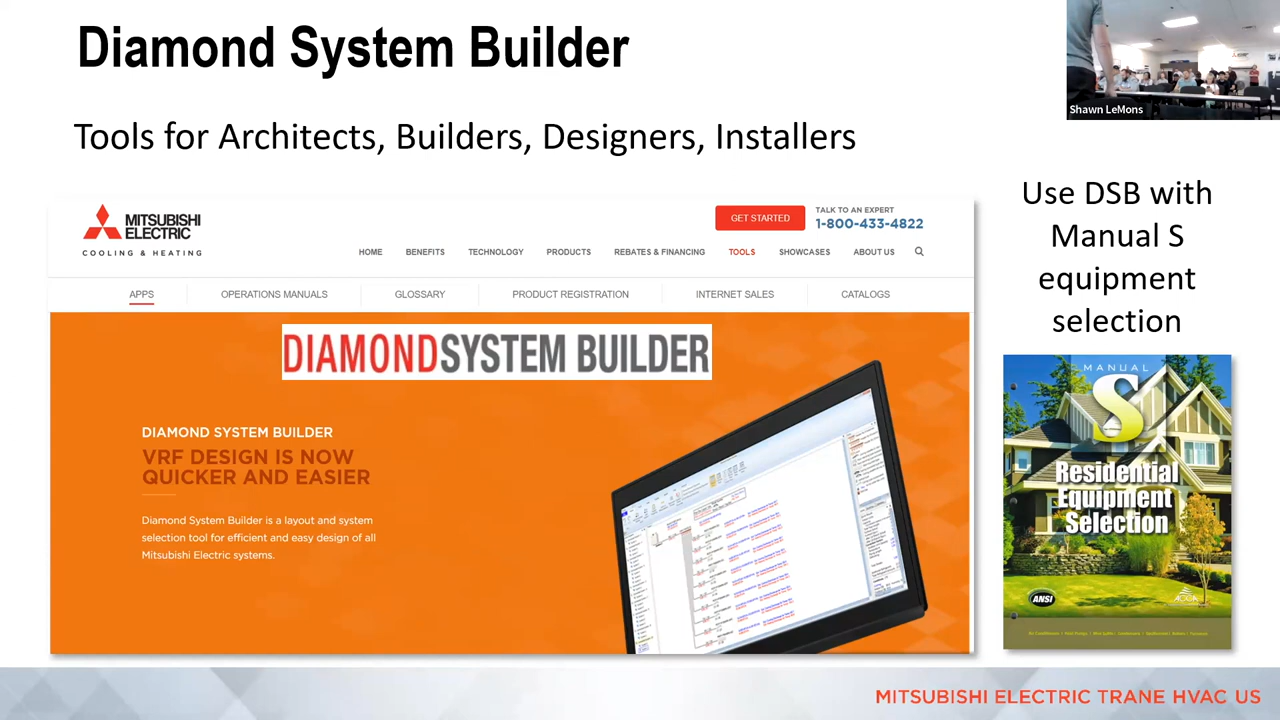 Diamond System Builder
Shawn LeMons
Tools for Architects, Builders, Designers, Installers
MITSUBISHI
ELECTRIC
COOLING & HEATING
GET STARTED
TALK TO AN EXPERT
1-800-433-4822
HOME
BENEFITS
TECHNOLOGY
PRODUCTS
REBATES & FINANCING
TOOLS
SHOWCASES
ABOUT US
APPS
OPERATIONS MANUALS
GLOSSARY
PRODUCT REGISTRATION
INTERNET SALES
CATALOGS
DIAMONDSYSTEM BUILDER
DIAMOND SYSTEM BUILDER
VRF DESIGN IS NOW
QUICKER AND EASIER
Diamond System Builder is a layout and system
selection tool for efficient and easy design of all
Mitsubishi Electric systems.
Use DSB with
Manual S
equipment
selection
MANUAL
S
Residential
Equipment
Selection
ANSI
ACCA
MITSUBISHI ELECTRIC TRANE HVAC US